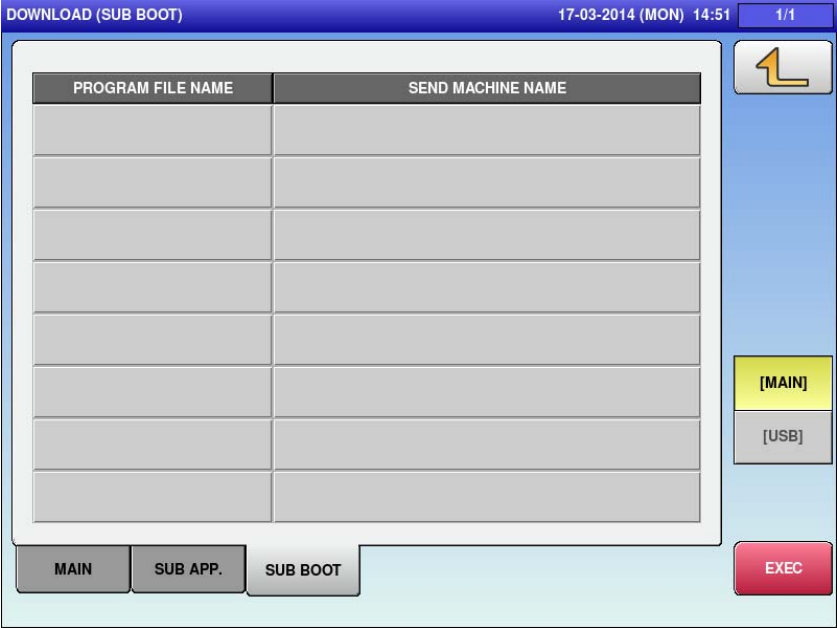 DOWNLOAD (SUB BOOT) 17-03-2014 (MON) 14:51 1/1
PROGRAM FILE NAME SEND MACHINE NAME
[MAIN]
[USB]
MAIN SUB APP. SUB BOOT EXEC